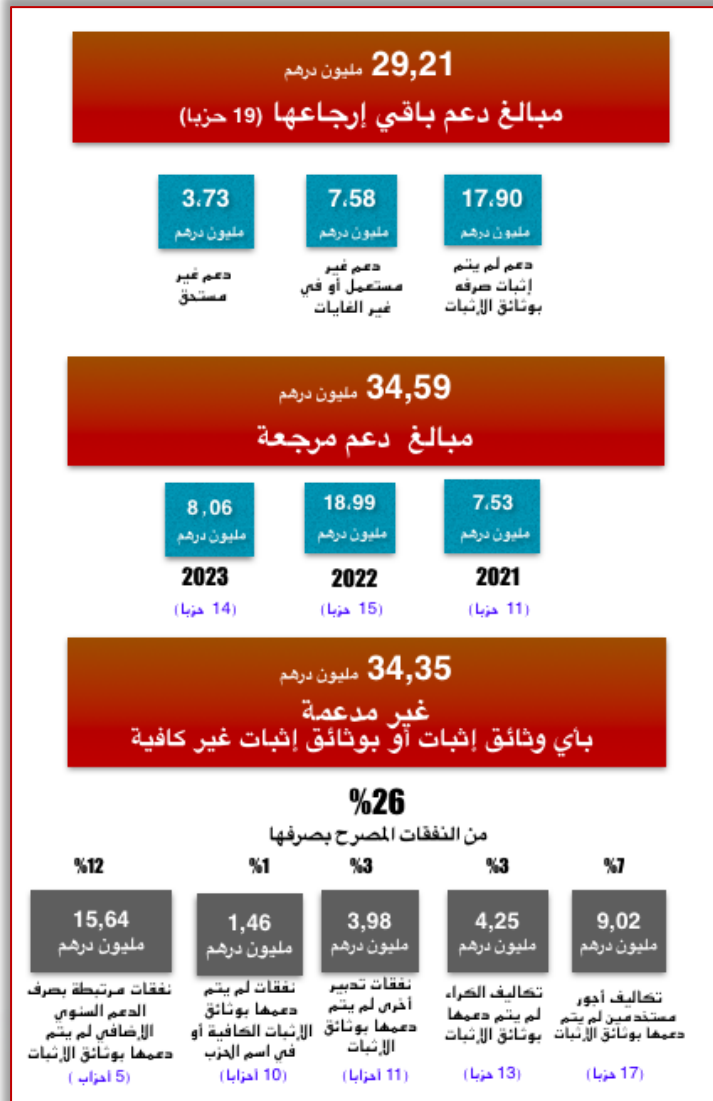 29,21 مليون درهم
مبالغ دعم باقي إرجاعها (19 حزبا)
17.90
مليون درهم
دعم لم يتم
إثبات صرفه
بوثائق الإثبات
7.58
مليون درهم
دعم غير
مستعمل أو في
غير الغايات
3.73
مليون درهم
دعم غير
مستحق
34,59 مليون درهم
مبالغ دعم مرجعة
7.53
مليون درهم
2021
(11 حزبا)
18.99
مليون درهم
2022
(15 حزبا)
8,06
مليون درهم
2023
(14 حزبا)
34,35 مليون درهم
غير مدعمة
بأي وثائق إثبات أو بوثائق إثبات غير كافية
%26
من النفقات المصرح بصرفها
%7
9,02
مليون درهم
تكاليف أجور
مستخدمين لم يتم
دعمها بوثائق الإثبات
(17 حزبا)
%3
4,25
مليون درهم
تكاليف الكراء
لم يتم دعمها
بوثائق الإثبات
(13 حزبا)
%3
3,98
مليون درهم
نفقات تدبير
أخرى لم يتم
دعمها بوثائق
الإثبات
(11 أحزابا)
%1
1,46
مليون درهم
نفقات لم يتم
دعمها بوثائق
الإثبات الكافية أو
في اسم الحزب
(10 أحزابا)
%12
15,64
مليون درهم
نفقات مرتبطة بصرف
الدعم السنوي
الإضافي لم يتم
دعمها بوثائق الإثبات
(5 أحزاب )